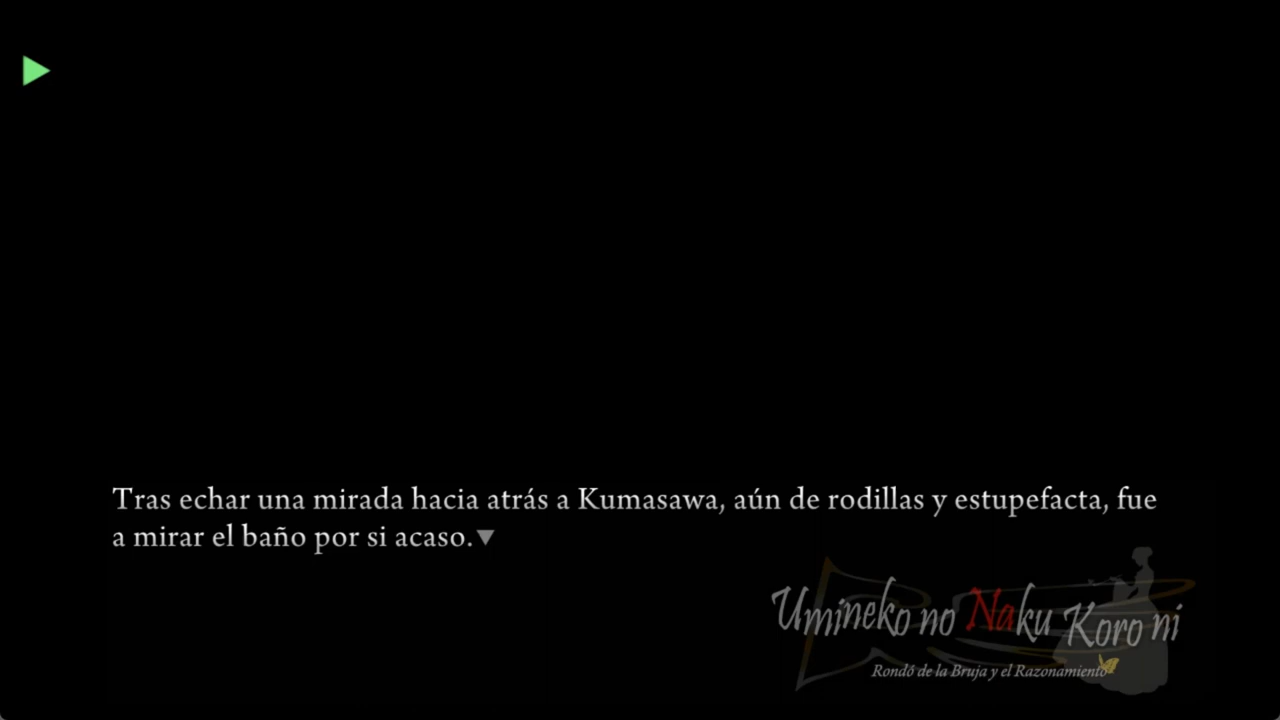 Tras echar una mirada hacia atrás a Kumasawa, aún de rodillas y estupefacta, fue
a mirar el baño por si acaso.
Umineko no Naku Koro ni
Rondó de la Bruja y el Razonamiento